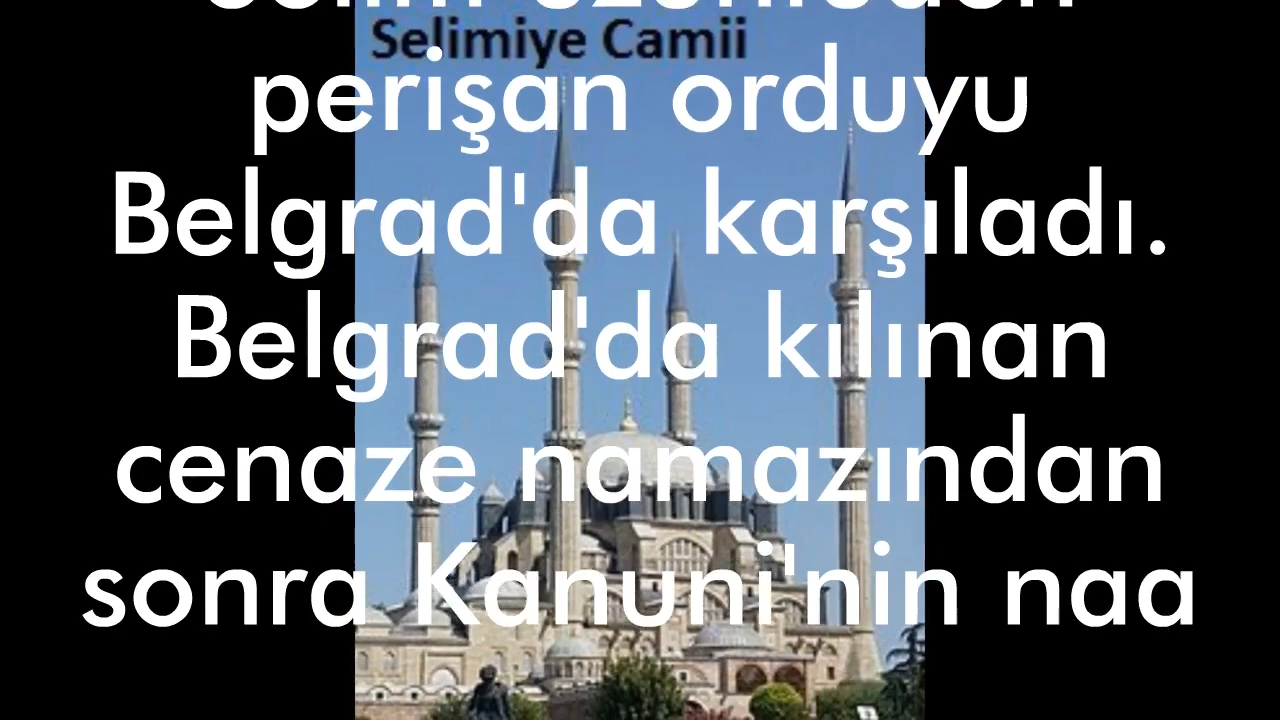 Selimiye Camii
perişan orduyu
Belgrad'da karşıladı.
Belgrad'da kılınan
cenaze namazından
sonra Kanuni'nin naa